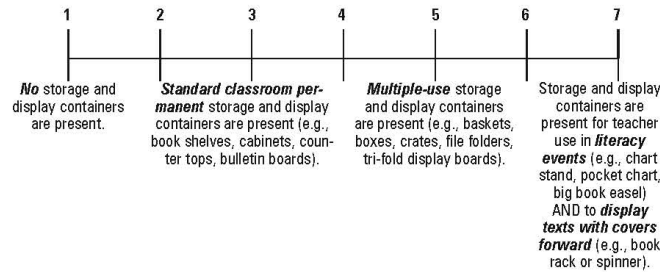 1 2 3 4 5 6 7
No storage and
display containers
are present.
Standard classroom per-
manent storage and display
containers are present (e.g.,
book shelves, cabinets, coun-
ter tops, bulletin boards).
Multiple-use storage
and display containers
are present (e.g., baskets,
boxes, crates, file folders,
tri-fold display boards).
Storage and display
containers are
present for teacher
use in literacy
events (e.g., chart
stand, pocket chart,
big book easel)
AND to display
texts with covers
forward (e.g., book
rack or spinner).